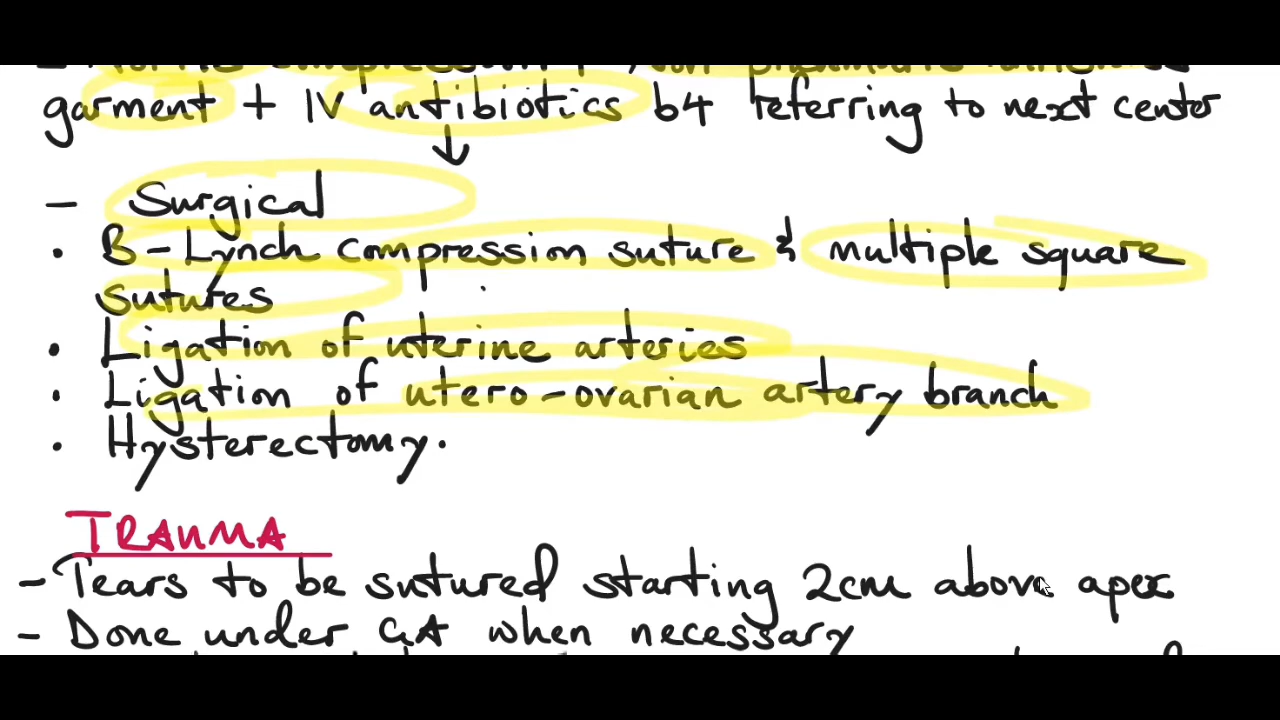 compression +
garment + IV antibiotics b4 referring to next center
- Surgical
• B-Lynch compression suture & multiple square
sutures
• Ligation of uterine arteries
• Ligation of utero-ovarian artery branch
• Hysterectomy.
TRAUMA
- Tears to be sutured starting 2cm above apex
- Done under GA when necessary